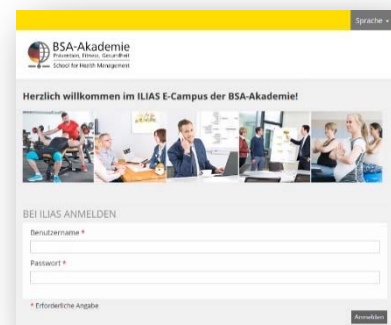 Sprache
BSA-Akademie
Prävention, Fitness, Gesundheit
School for Health Management
Herzlich willkommen im ILIAS E-Campus der BSA-Akademie!
BEI ILIAS ANMELDEN
Benutzername *
Passwort *
* Erforderliche Angabe
Anmelden